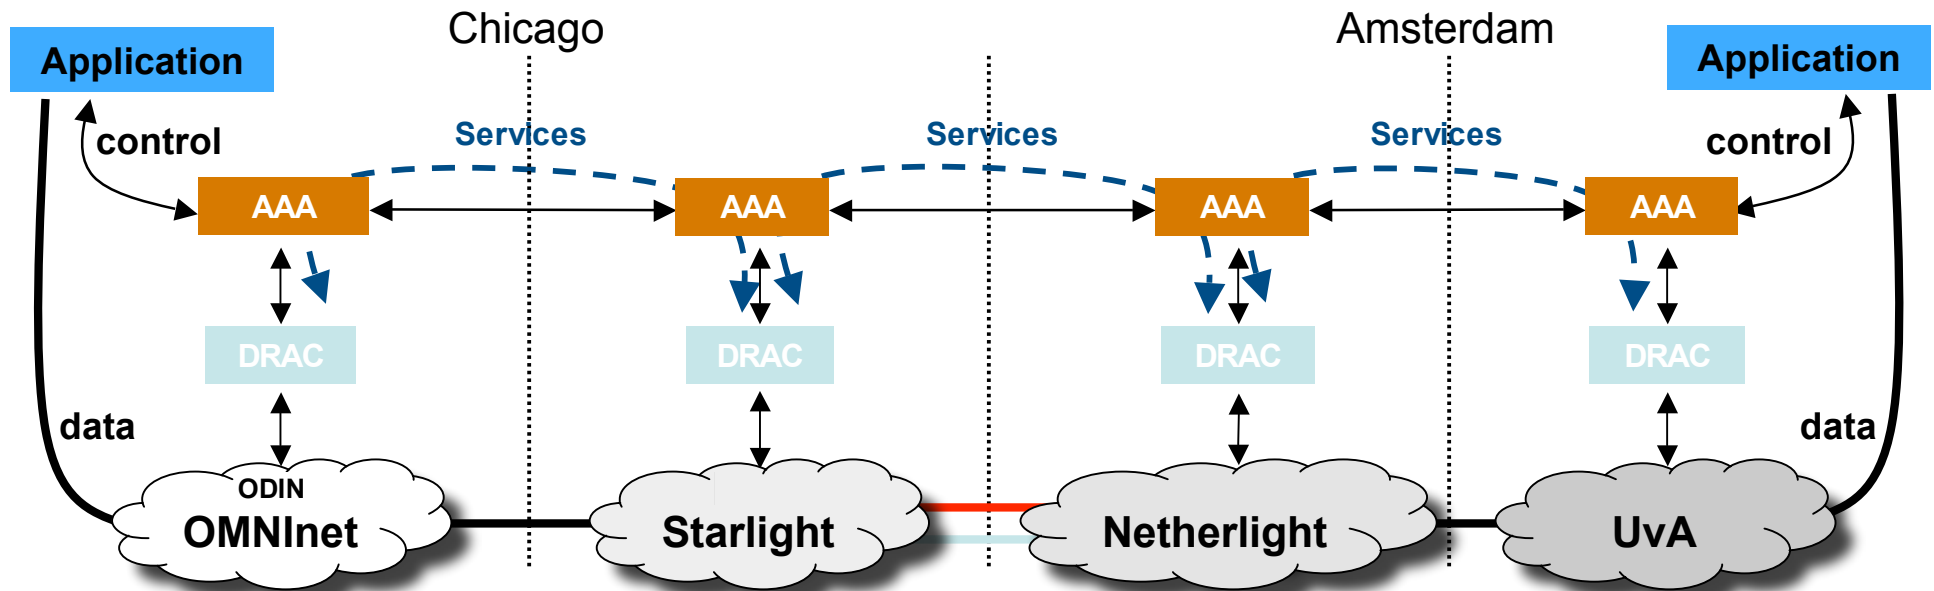 Chicago
Amsterdam
Application
Application
control
Services
Services
Services
control
AAA
AAA
AAA
AAA
DRAC
DRAC
DRAC
DRAC
data
data
ODIN
OMNInet
Starlight
Netherlight
UvA